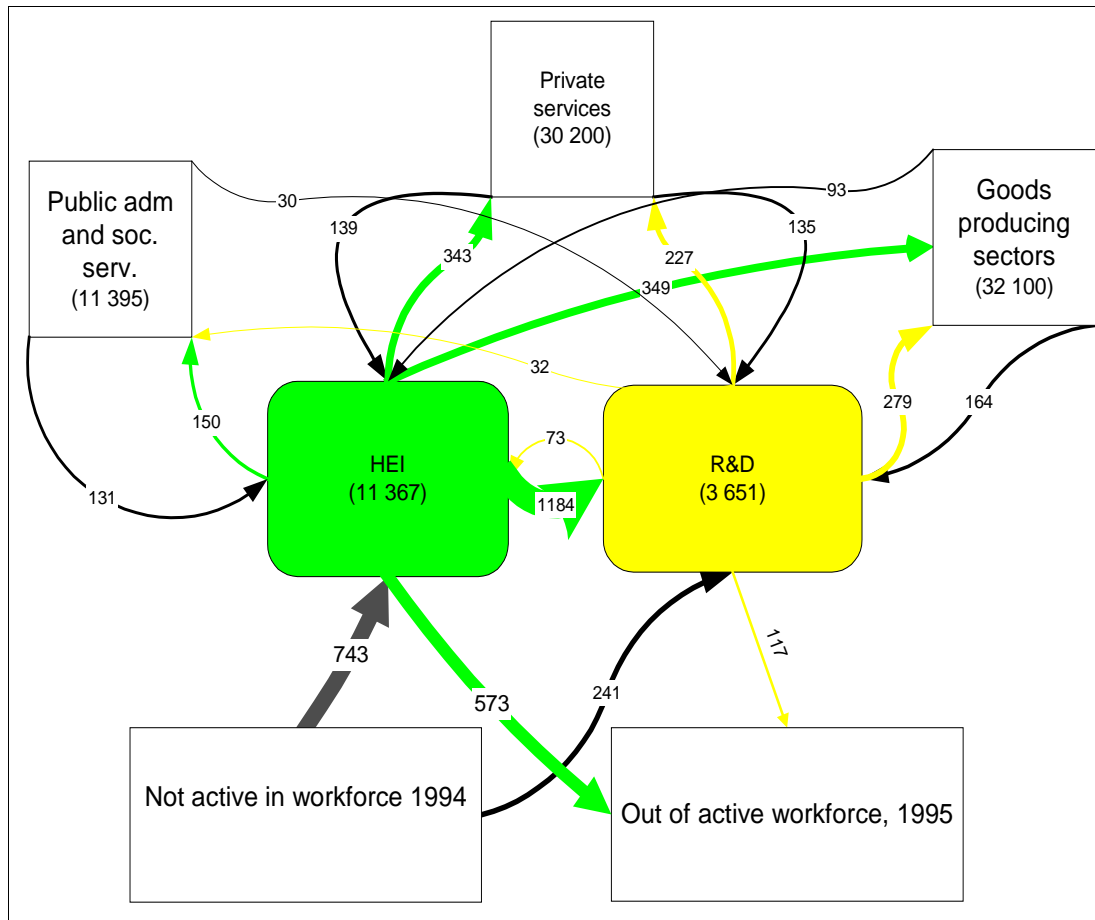 Private
services
(30 200)
Public adm
and soc.
serv.
(11 395)
Goods
producing
sectors
(32 100)
30
93
139
343
227
135
349
32
150
279
164
131
73
1184
HEI
(11 367)
R&D
(3 651)
743
573
241
117
Not active in workforce 1994
Out of active workforce, 1995